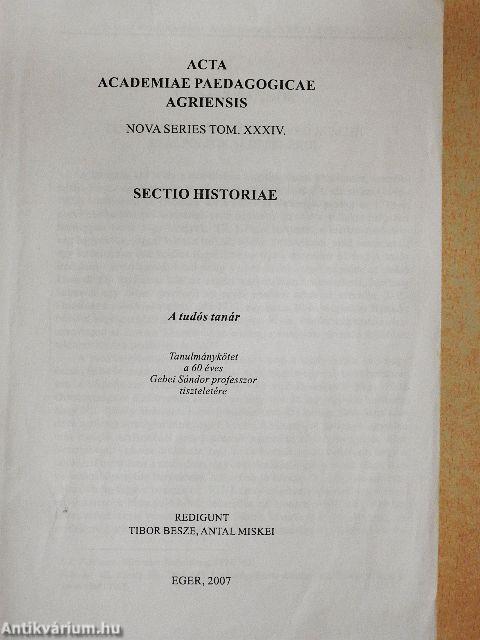 ACTA
ACADEMIAE PAEDAGOGICAE
AGRIENSIS
NOVA SERIES TOM. XXXIV.
SECTIO HISTORIAE
A tudós tanár
Tanulmánykötet
a 60 éves
Gebei Sándor professzor
tiszteletére
REDIGUNT
TIBOR BESZE, ANTAL MISKEI
EGER, 2007
Antikvárium.hu